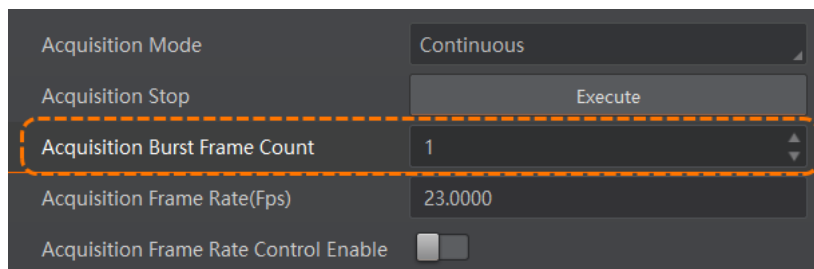 Acquisition Mode Continuous
Acquisition Stop Execute
Acquisition Burst Frame Count 1
Acquisition Frame Rate(Fps) 23.0000
Acquisition Frame Rate Control Enable